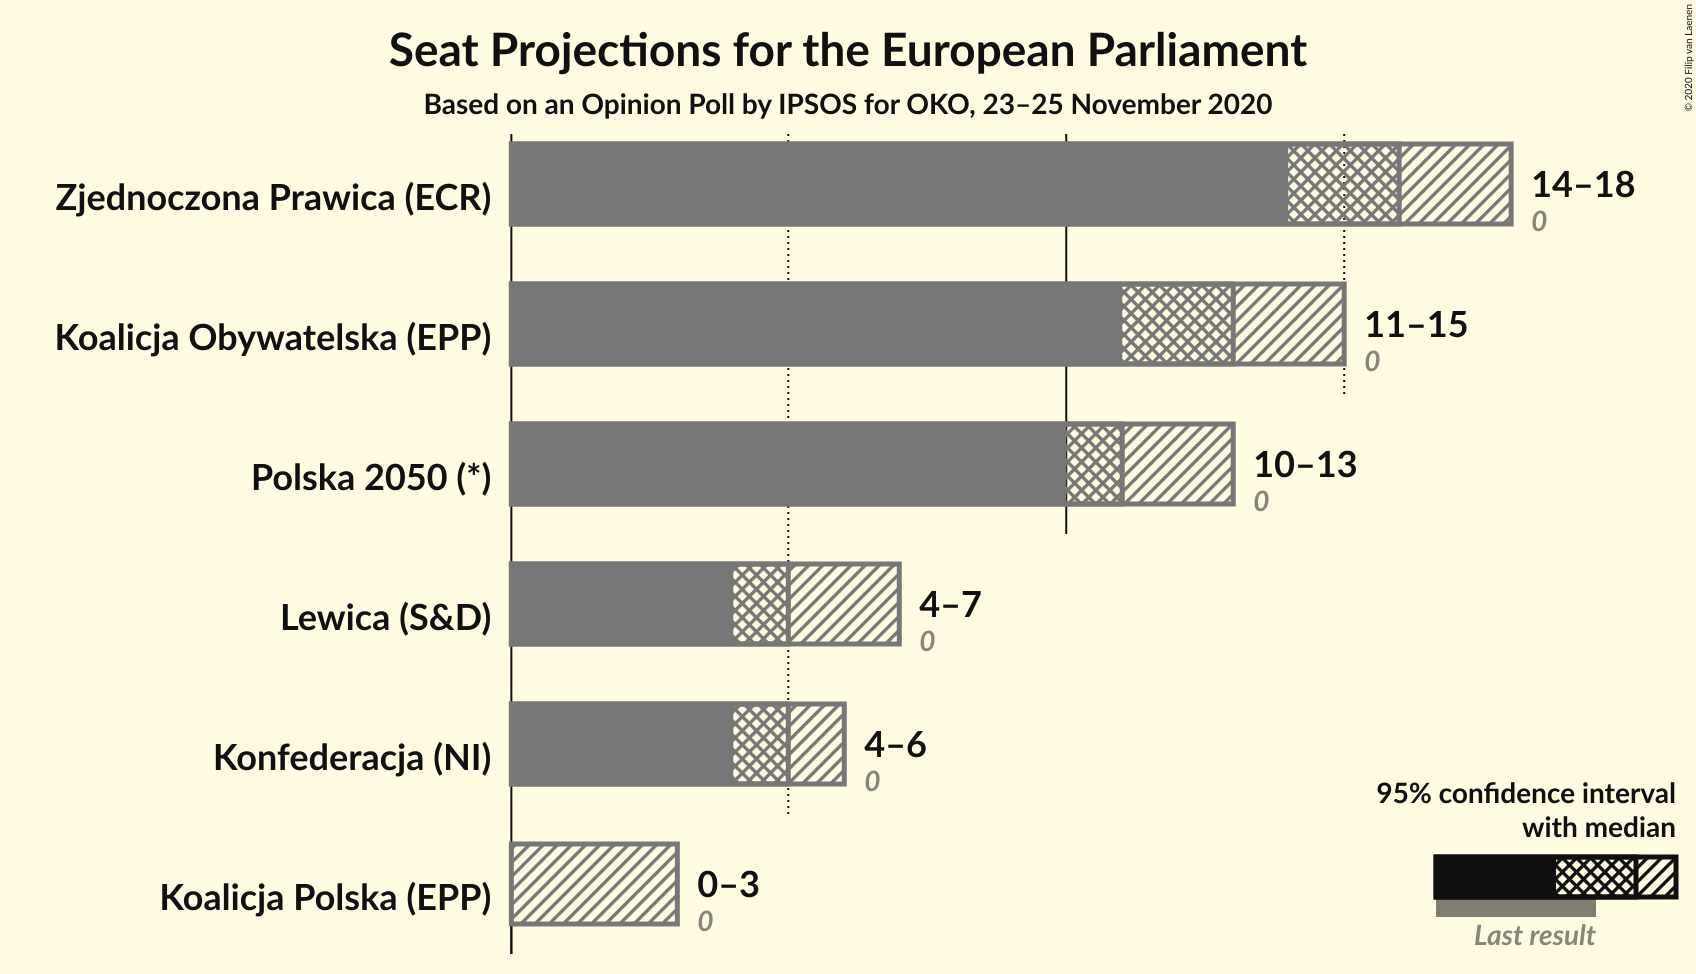 Seat Projections for the European Parliament
Based on an Opinion Poll by IPSOS for OKO, 23–25 November 2020
© 2020 Filip van Laenen
Zjednoczona Prawica (ECR)
14–18
0
Koalicja Obywatelska (EPP)
11–15
0
Polska 2050 (*)
10–13
0
Lewica (S&D)
4–7
0
Konfederacja (NI)
4–6
0
Koalicja Polska (EPP)
0–3
0
95% confidence interval
with median
Last result